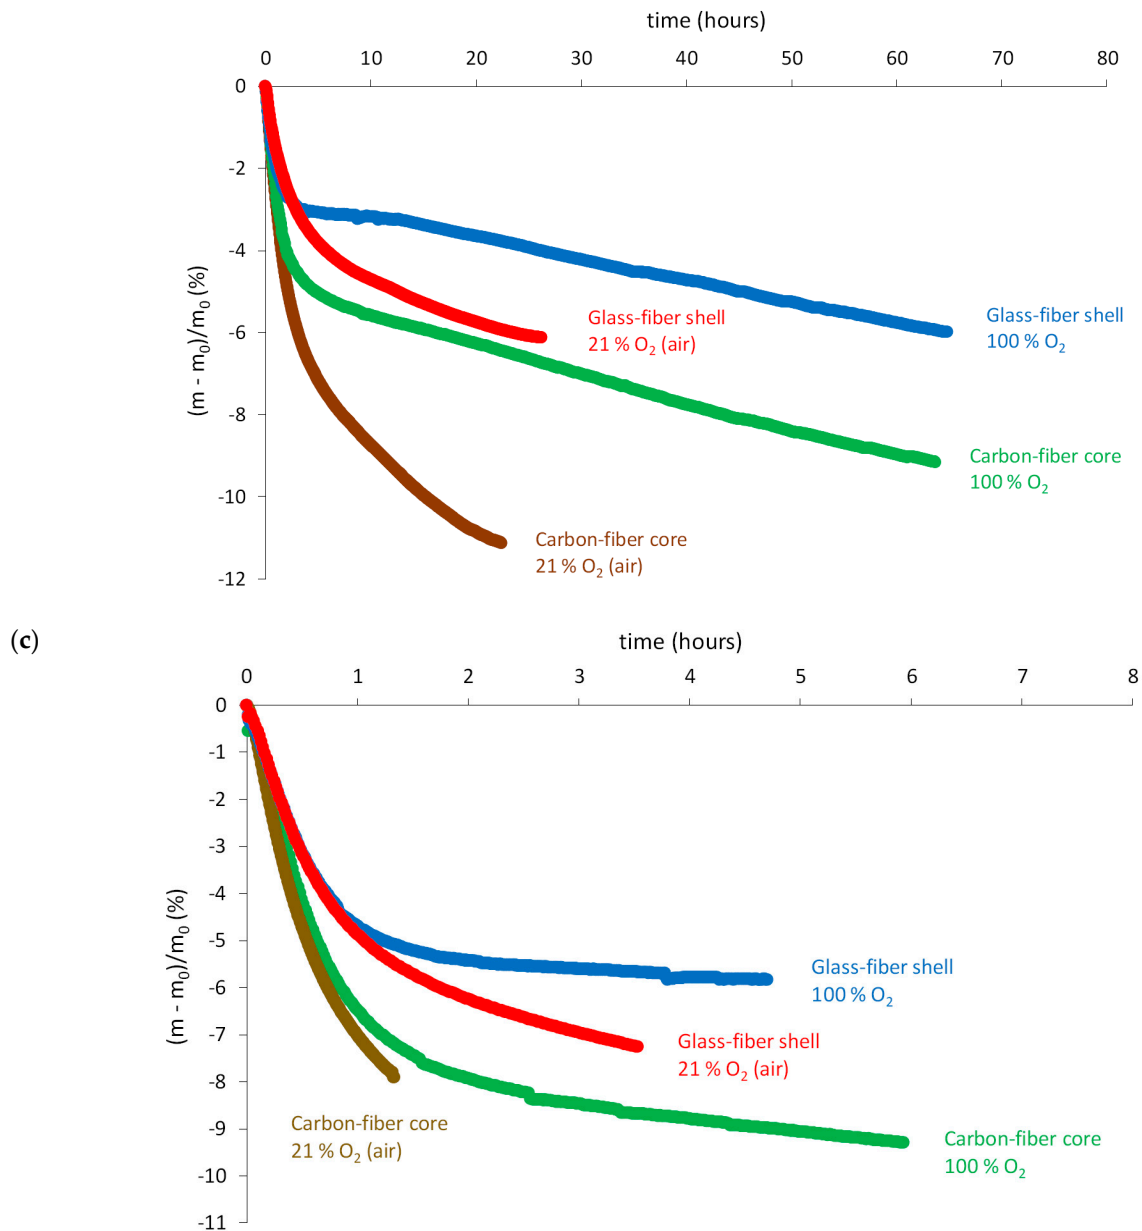 time (hours)
0 10 20 30 40 50 60 70 80
0
-2
-4
-6
-8
-10
-12
(m - m₀)/m₀ (%)
Glass-fiber shell
100 % O₂
Glass-fiber shell
21 % O₂ (air)
Carbon-fiber core
100 % O₂
Carbon-fiber core
21 % O₂ (air)
(c)
time (hours)
0 1 2 3 4 5 6 7 8
0
-1
-2
-3
-4
-5
-6
-7
-8
-9
-10
-11
(m - m₀)/m₀ (%)
Glass-fiber shell
100 % O₂
Glass-fiber shell
21 % O₂ (air)
Carbon-fiber core
21 % O₂ (air)
Carbon-fiber core
100 % O₂